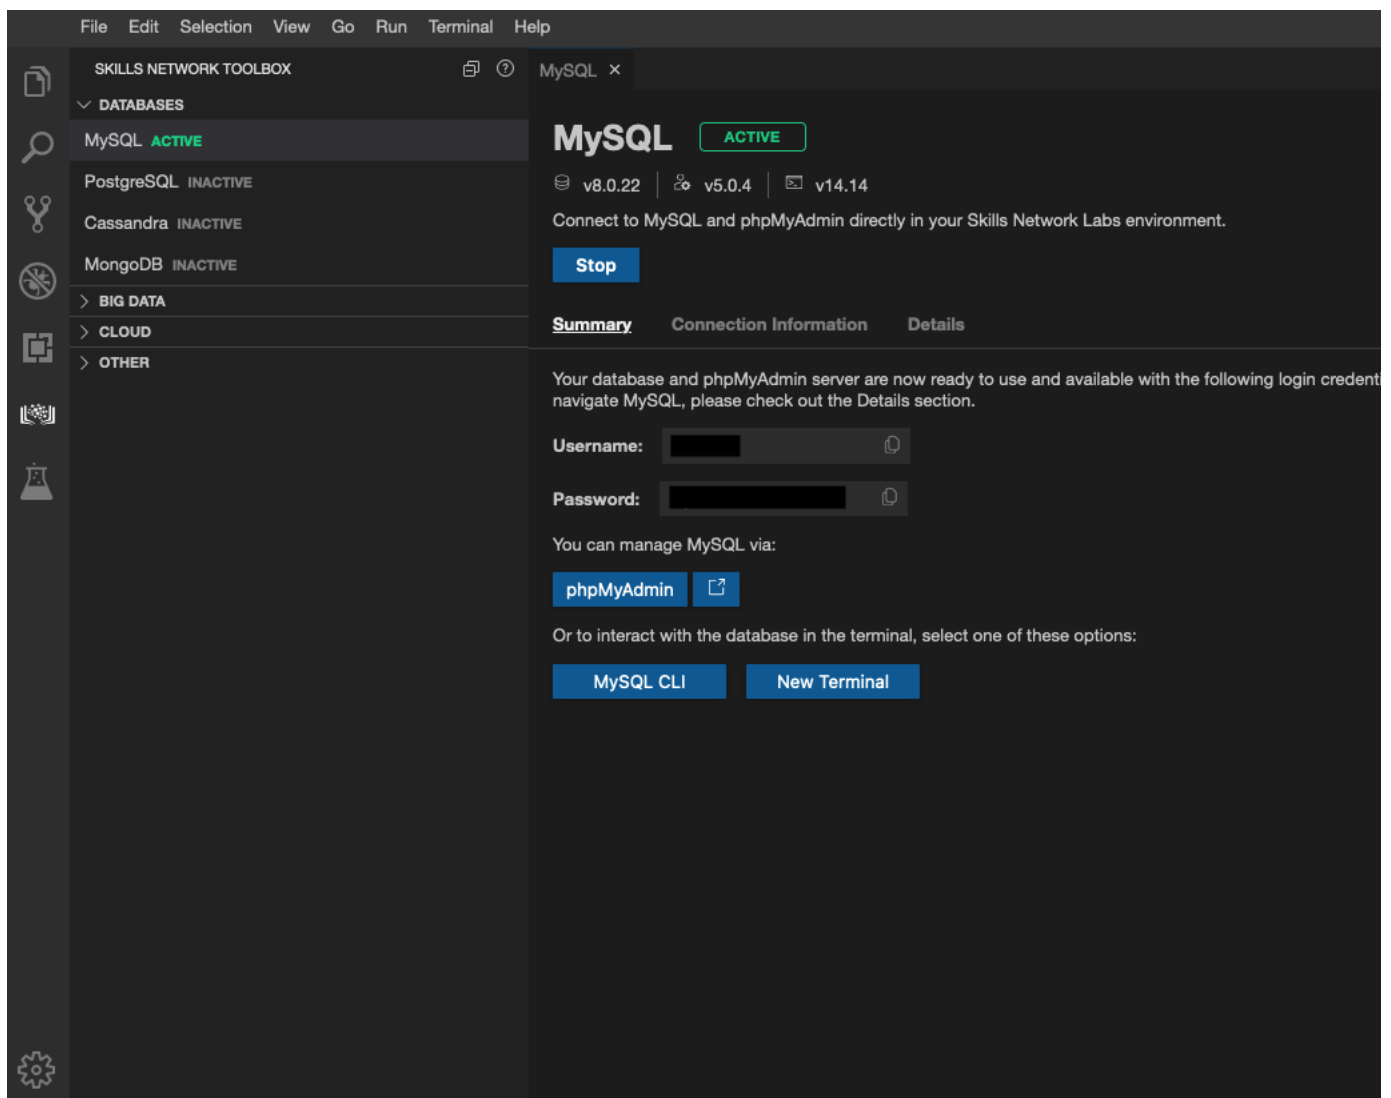 File Edit Selection View Go Run Terminal Help
SKILLS NETWORK TOOLBOX
DATABASES
MySQL ACTIVE
PostgreSQL INACTIVE
Cassandra INACTIVE
MongoDB INACTIVE
BIG DATA
CLOUD
OTHER
MySQL
MySQL ACTIVE
v8.0.22 v5.0.4 v14.14
Connect to MySQL and phpMyAdmin directly in your Skills Network Labs environment.
Stop
Summary Connection Information Details
Your database and phpMyAdmin server are now ready to use and available with the following login credenti
navigate MySQL, please check out the Details section.
Username:
Password:
You can manage MySQL via:
phpMyAdmin
Or to interact with the database in the terminal, select one of these options:
MySQL CLI New Terminal